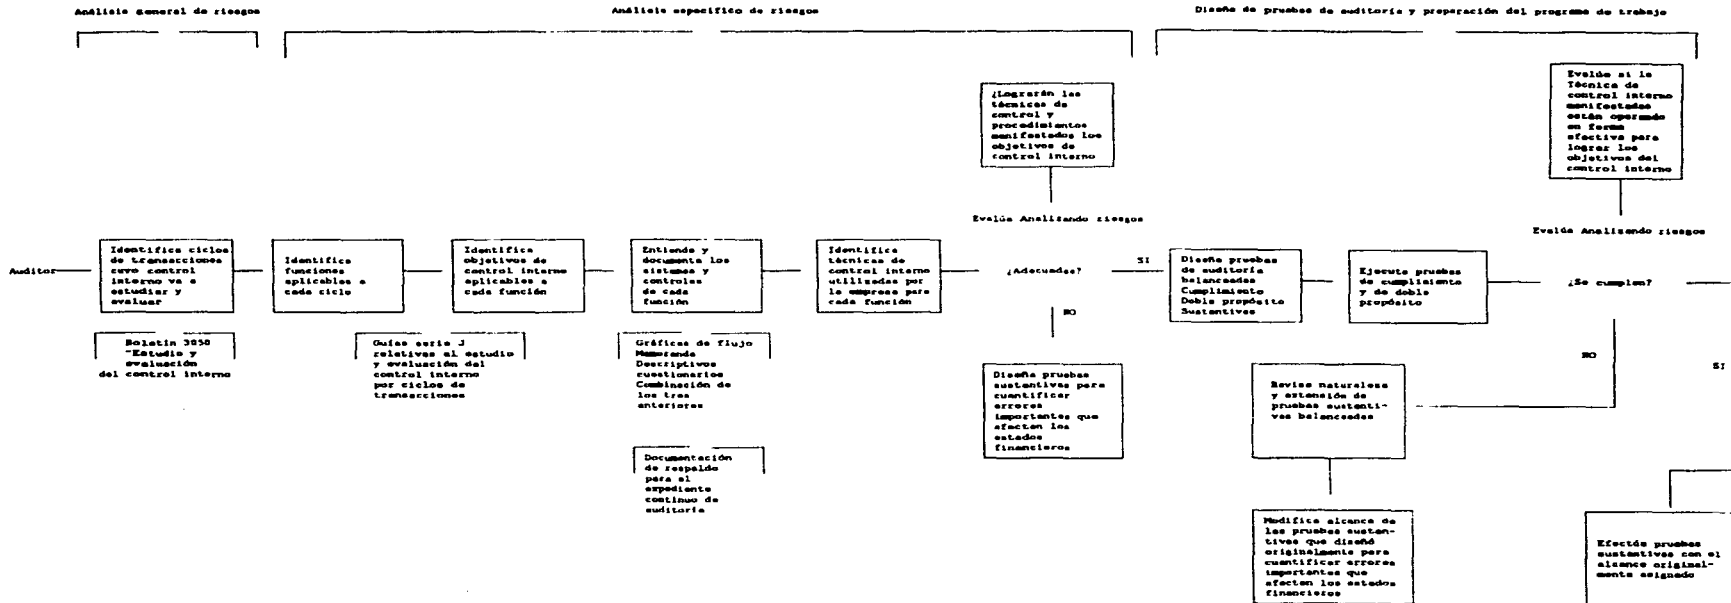 Análisis general de riesgos
Análisis específico de riesgos
Diseño de pruebas de auditoría y preparación del programa de trabajo
¿Lograrán las
técnicas de
control y
procedimientos
manifestados los
objetivos de
control interno
Evalúe si la
Técnica de
control interno
manifestadas
están operando
en forma
efectiva para
lograr los
objetivos del
control interno
Evalúa Analizando riesgos
Evalúa Analizando riesgos
Auditor
Identifica ciclos
de transacciones
cuyo control
interno va a
estudiar y
evaluar
Identifica
funciones
aplicables a
cada ciclo
Identifica
objetivos de
control interno
aplicables a
cada función
Entiende y
documenta los
sistemas y
controles
de cada
función
Identifica
técnicas de
control interno
utilizadas por
la empresa para
cada función
¿Adecuadas?
SI
Diseña pruebas
de auditoría
balanceadas
Cumplimiento
Doble propósito
Sustantivas
Ejecuta pruebas
de cumplimiento
y de doble
propósito
¿Se cumplen?
NO
NO
SI
Boletín 3050
"Estudio y
evaluación
del control interno
Guías serie J
relativas al estudio
y evaluación del
control interno
por ciclos de
transacciones
Gráficas de flujo
Memoranda
Descriptivos
cuestionarios
Combinación de
los tres
anteriores
Diseña pruebas
sustantivas para
cuantificar
errores
importantes que
afecten los
estados
financieros
Revisa naturaleza
y extensión de
pruebas sustanti-
vas balanceadas
Documentación
de respaldo
para el
expediente
continuo de
auditoría
Modifica alcance de
las pruebas sustan-
tivas que diseñó
originalmente para
cuantificar errores
importantes que
afecten los estados
financieros
Efectúa pruebas
sustantivas con el
alcance original-
mente asignado